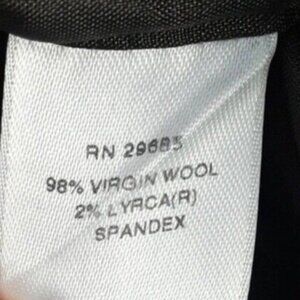 RN 29685
98% VIRGIN WOOL
2% LYRCA(R)
SPANDEX